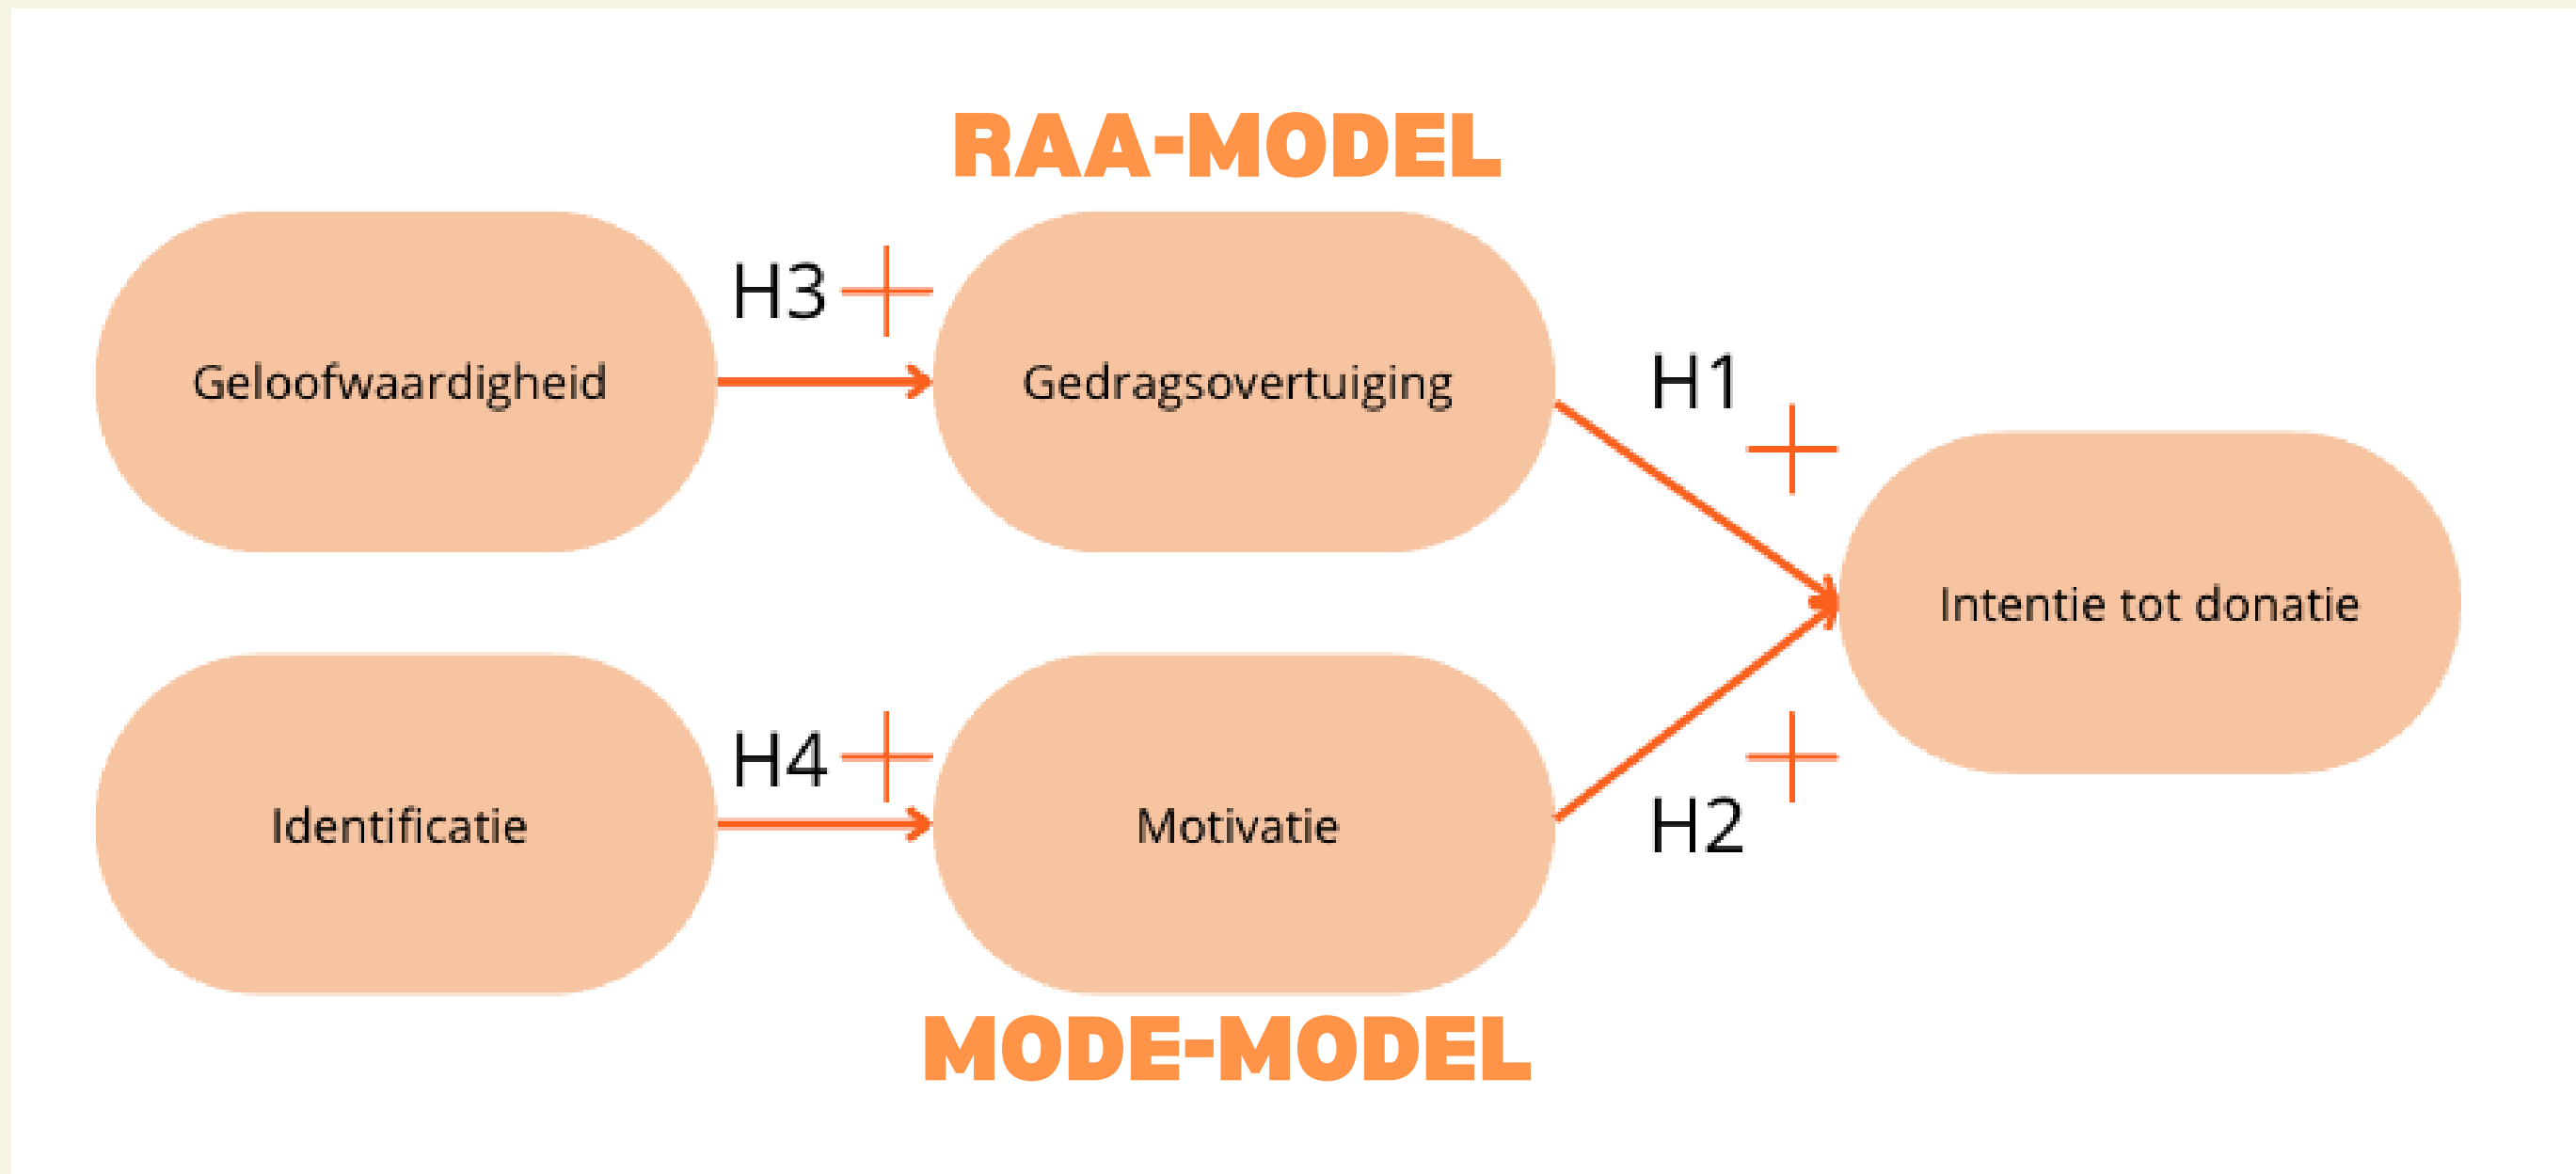 RAA-MODEL
H3
Geloofwaardigheid
Gedragsovertuiging
H1
Intentie tot donatie
H4
Identificatie
Motivatie
H2
MODE-MODEL